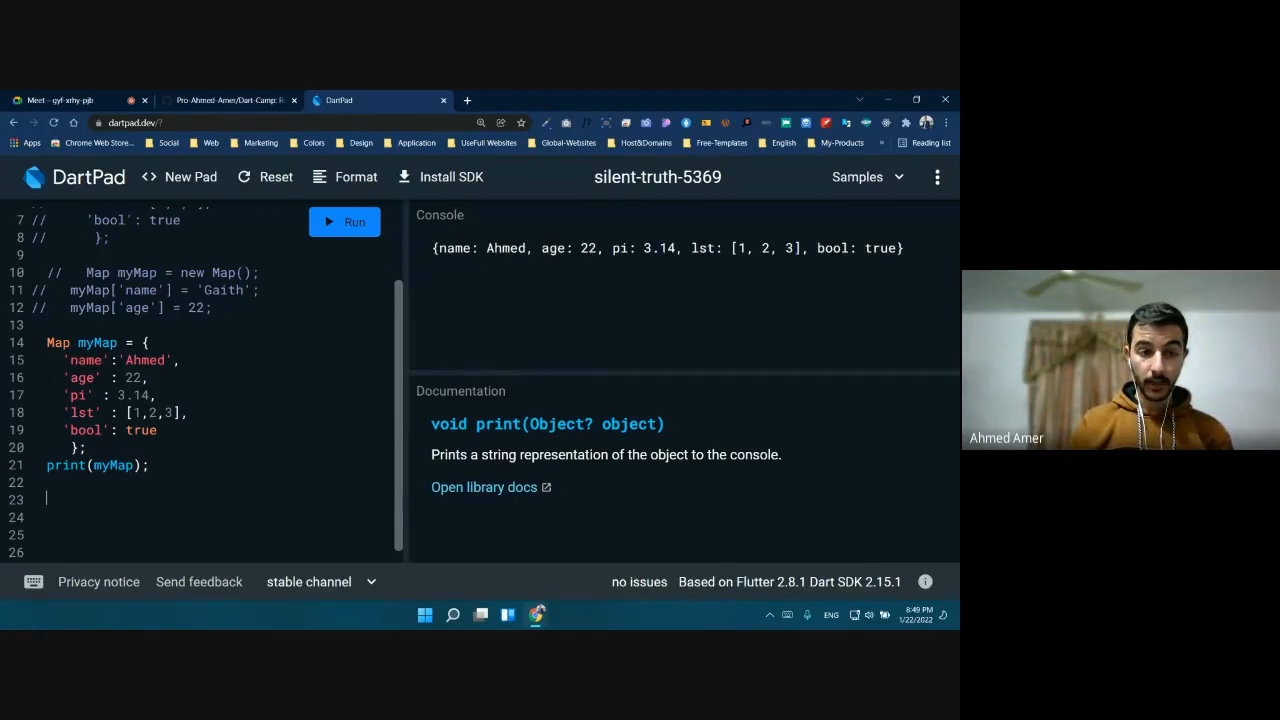 Meet – gyf-xrhy-pjb
Pro-Ahmed-Amer/Dart-Camp: R
DartPad
dartpad.dev/?
Apps
Chrome Web Store...
Social
Web
Marketing
Colors
Design
Application
UseFull Websites
Global-Websites
Host&Domains
Free-Templates
English
My-Products
»
Reading list
DartPad
<> New Pad
Reset
Format
Install SDK
silent-truth-5369
Samples
Run
7 // 'bool': true
8 // };
9
10 // Map myMap = new Map();
11 // myMap['name'] = 'Gaith';
12 // myMap['age'] = 22;
13
14 Map myMap = {
15 'name':'Ahmed',
16 'age' : 22,
17 'pi' : 3.14,
18 'lst' : [1,2,3],
19 'bool': true
20 };
21 print(myMap);
22
23
24
25
26
Console
{name: Ahmed, age: 22, pi: 3.14, lst: [1, 2, 3], bool: true}
Documentation
void print(Object? object)
Prints a string representation of the object to the console.
Open library docs
Ahmed Amer
Privacy notice
Send feedback
stable channel
no issues
Based on Flutter 2.8.1 Dart SDK 2.15.1
ENG
8:49 PM
1/22/2022